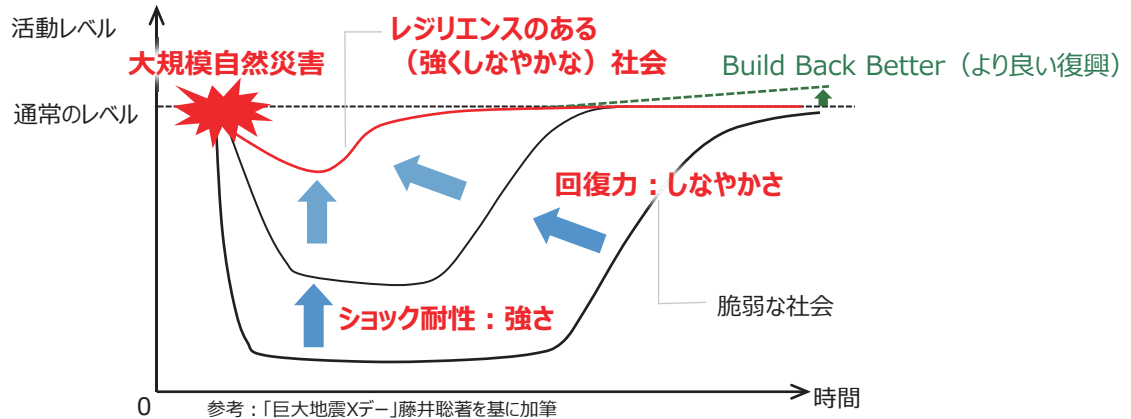 活動レベル
レジリエンスのある
（強くしなやかな）社会
大規模自然災害
Build Back Better（より良い復興）
通常のレベル
回復力：しなやかさ
ショック耐性：強さ
脆弱な社会
時間
0
参考：「巨大地震Xデー」藤井聡著を基に加筆